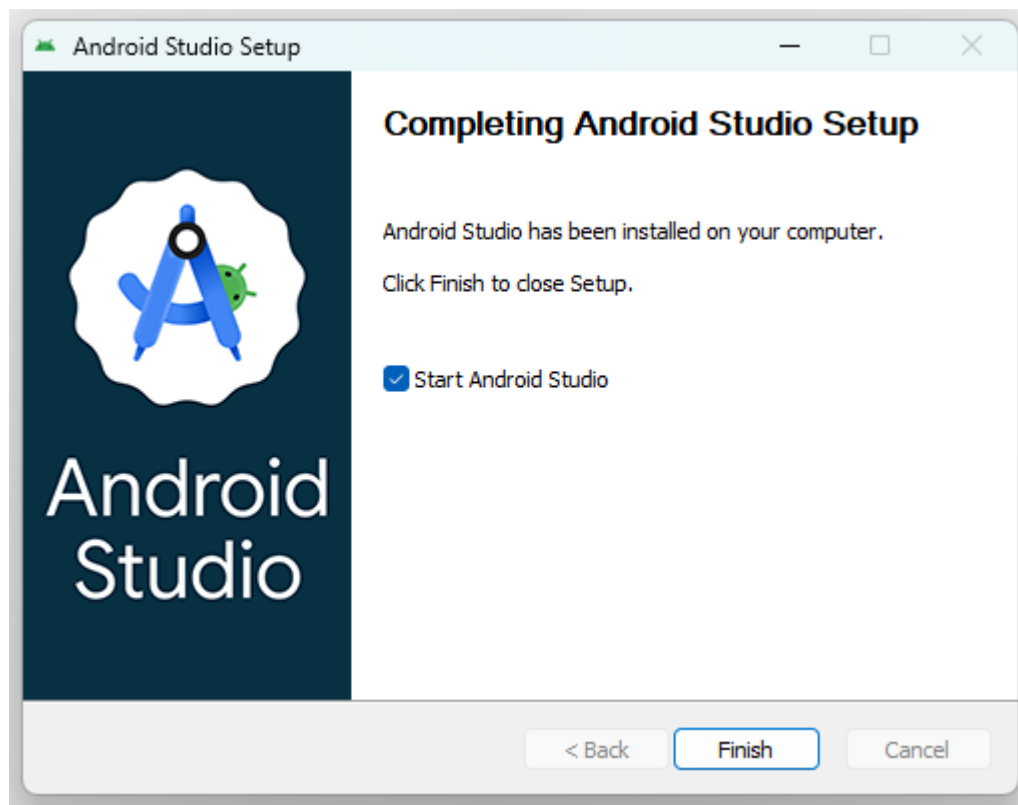 Android Studio Setup
Completing Android Studio Setup
Android Studio has been installed on your computer.
Click Finish to close Setup.
Start Android Studio
Android
Studio
< Back
Finish
Cancel